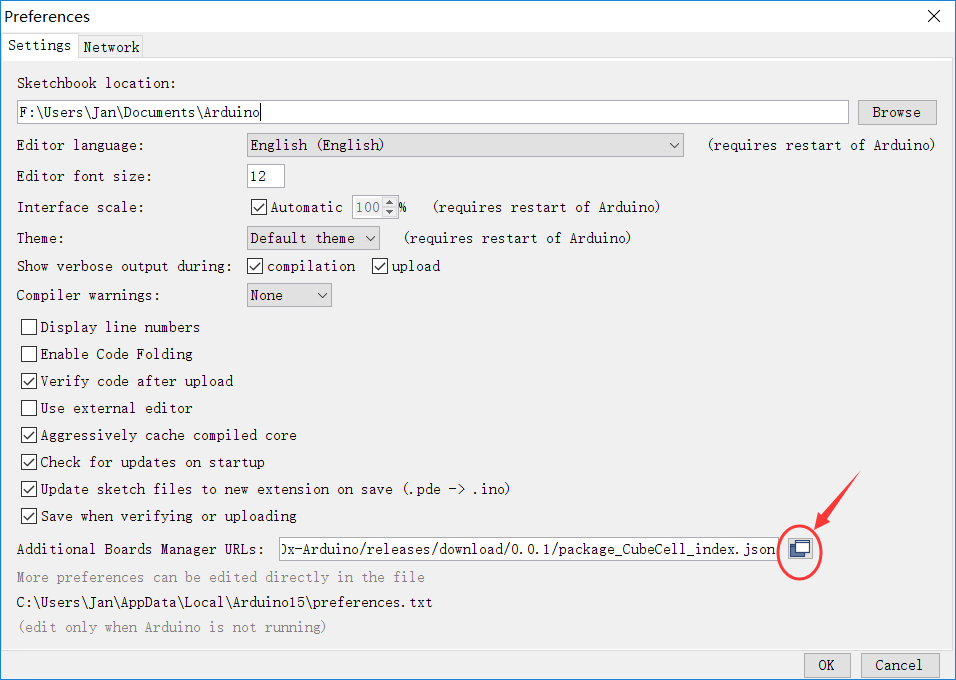 Preferences
Settings Network
Sketchbook location:
F:\Users\Jan\Documents\Arduino Browse
Editor language: English (English) (requires restart of Arduino)
Editor font size: 12
Interface scale: Automatic 100 % (requires restart of Arduino)
Theme: Default theme (requires restart of Arduino)
Show verbose output during: compilation upload
Compiler warnings: None
Display line numbers
Enable Code Folding
Verify code after upload
Use external editor
Aggressively cache compiled core
Check for updates on startup
Update sketch files to new extension on save (.pde -> .ino)
Save when verifying or uploading
Additional Boards Manager URLs: x-Arduino/releases/download/0.0.1/package_CubeCell_index.json
More preferences can be edited directly in the file
C:\Users\Jan\AppData\Local\Arduino15\preferences.txt
(edit only when Arduino is not running)
OK Cancel